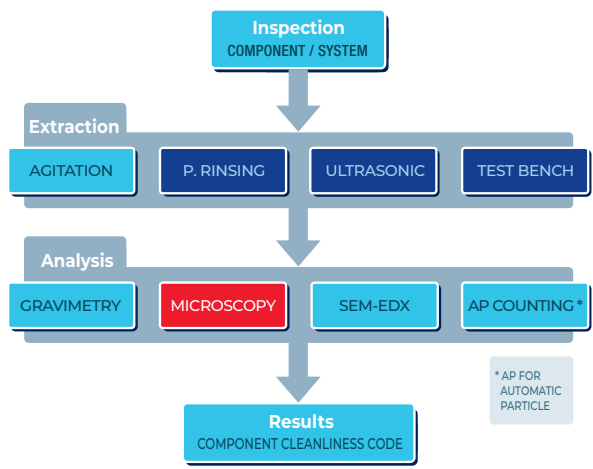 Inspection
COMPONENT / SYSTEM
Extraction
AGITATION
P. RINSING
ULTRASONIC
TEST BENCH
Analysis
GRAVIMETRY
MICROSCOPY
SEM-EDX
AP COUNTING *
* AP FOR
AUTOMATIC
PARTICLE
Results
COMPONENT CLEANLINESS CODE